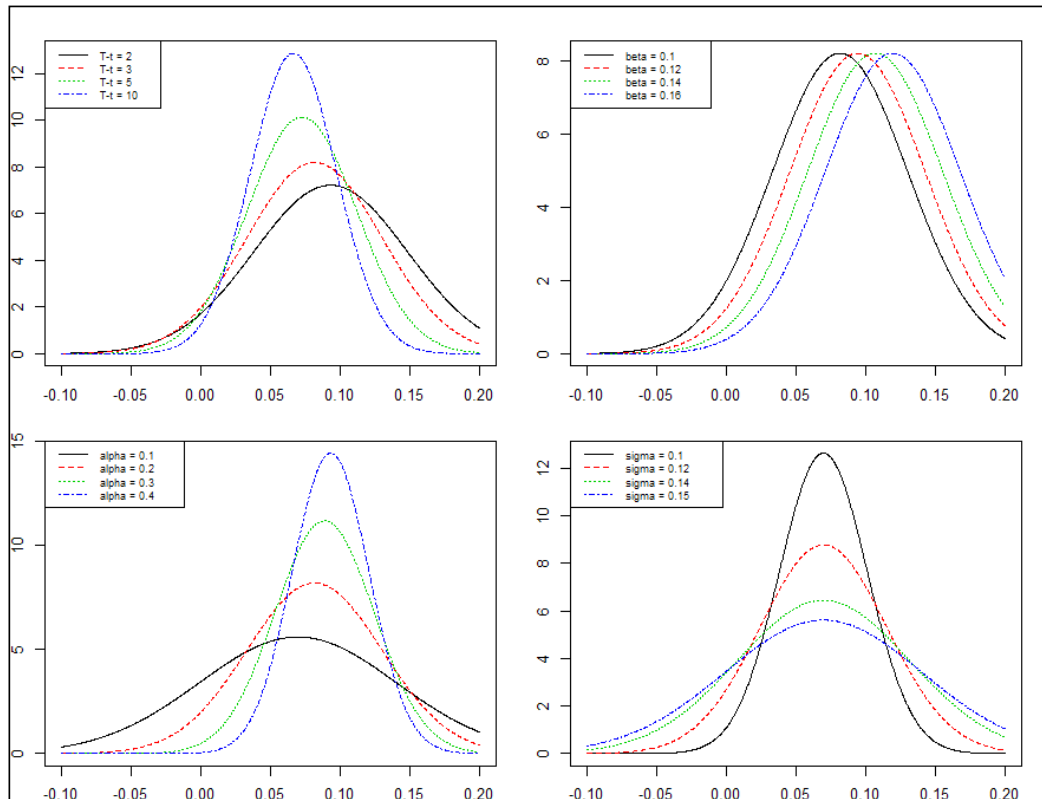 T-t = 2
T-t = 3
T-t = 5
T-t = 10
12
10
8
6
4
2
0
-0.10 -0.05 0.00 0.05 0.10 0.15 0.20
beta = 0.1
beta = 0.12
beta = 0.14
beta = 0.16
8
6
4
2
0
-0.10 -0.05 0.00 0.05 0.10 0.15 0.20
alpha = 0.1
alpha = 0.2
alpha = 0.3
alpha = 0.4
15
10
5
0
-0.10 -0.05 0.00 0.05 0.10 0.15 0.20
sigma = 0.1
sigma = 0.12
sigma = 0.14
sigma = 0.15
12
10
8
6
4
2
0
-0.10 -0.05 0.00 0.05 0.10 0.15 0.20